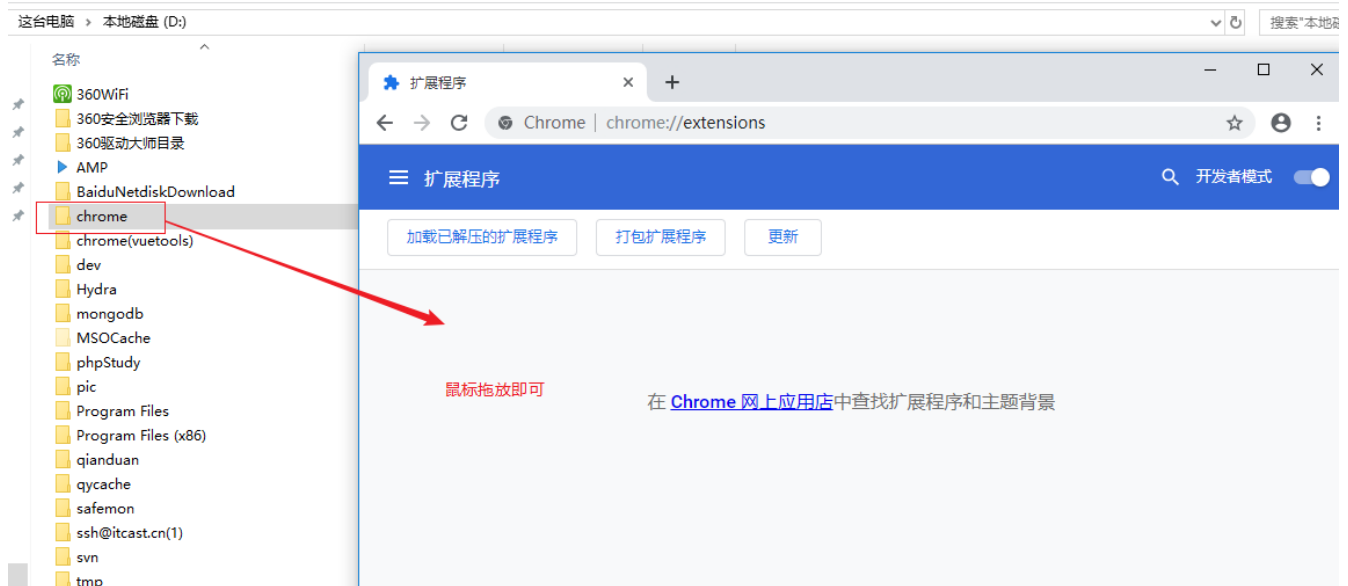 这台电脑 › 本地磁盘 (D:)
搜索"本地磁
名称
360WiFi
360安全浏览器下载
360驱动大师目录
AMP
BaiduNetdiskDownload
chrome
chrome(vuetools)
dev
Hydra
mongodb
MSOCache
phpStudy
pic
Program Files
Program Files (x86)
qianduan
qycache
safemon
ssh@itcast.cn(1)
svn
tmp
扩展程序
Chrome | chrome://extensions
扩展程序
开发者模式
加载已解压的扩展程序 打包扩展程序 更新
鼠标拖放即可
在 Chrome 网上应用店中查找扩展程序和主题背景